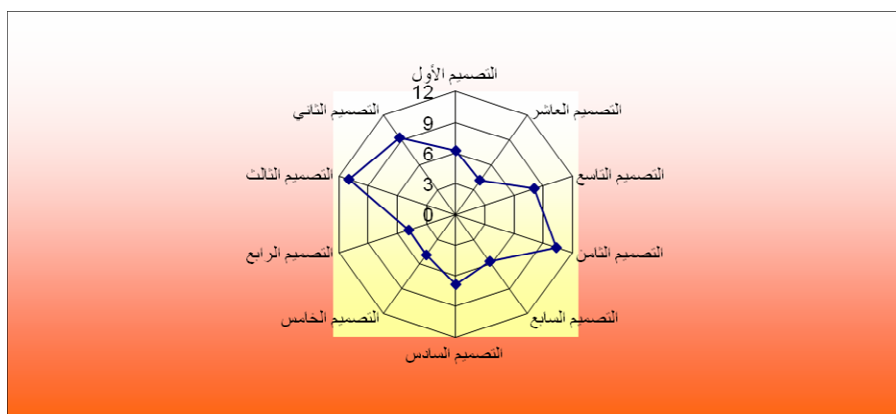 التصميم الأول
التصميم الثاني
التصميم الثالث
التصميم الرابع
التصميم الخامس
التصميم السادس
التصميم السابع
التصميم الثامن
التصميم التاسع
التصميم العاشر
12
9
6
3
0